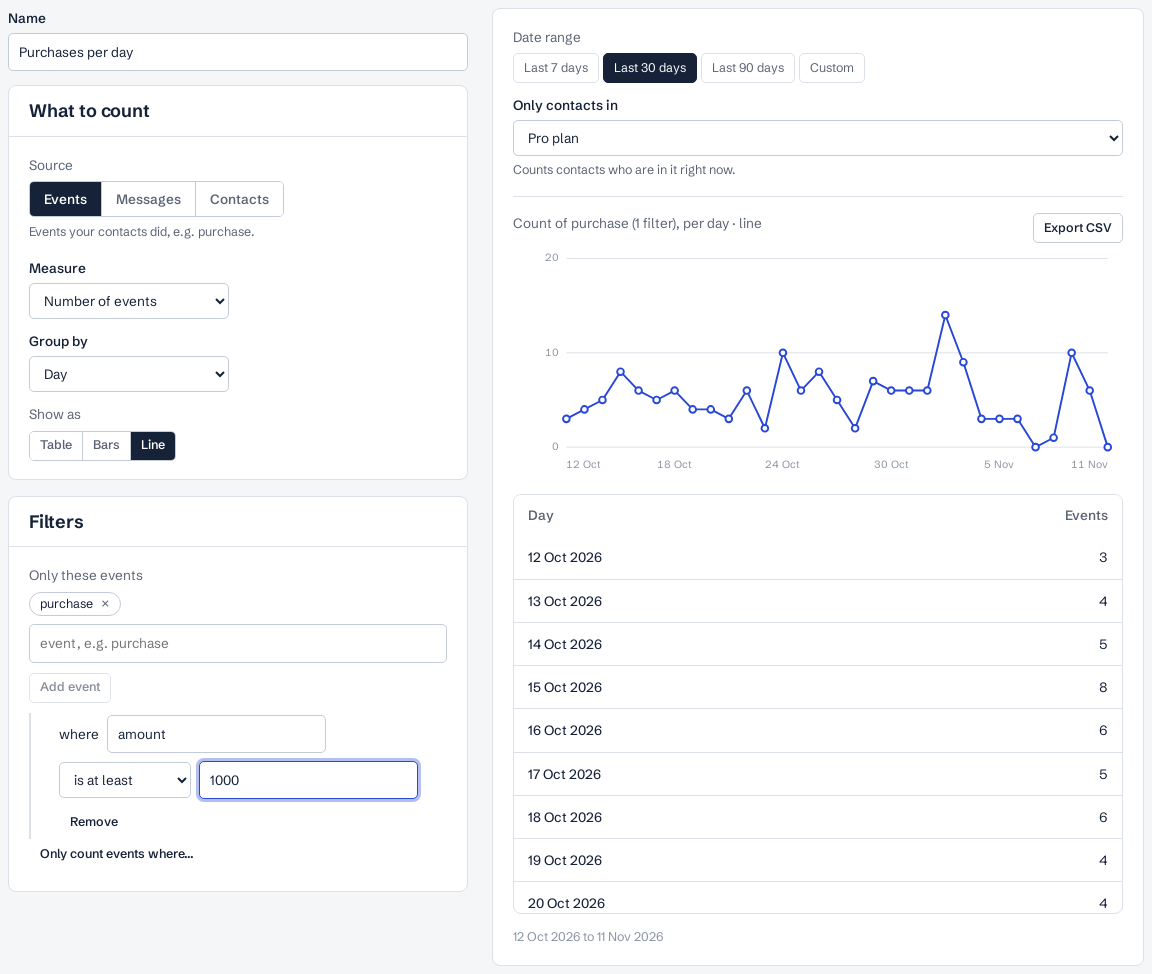 Name
Purchases per day
What to count
Source
Events Messages Contacts
Events your contacts did, e.g. purchase.
Measure
Number of events
Group by
Day
Show as
Table Bars Line
Filters
Only these events
purchase ×
event, e.g. purchase
Add event
where amount
is at least 1000
Remove
Only count events where...
Date range
Last 7 days Last 30 days Last 90 days Custom
Only contacts in
Pro plan
Counts contacts who are in it right now.
Count of purchase (1 filter), per day · line
Export CSV
20
10
0
12 Oct 18 Oct 24 Oct 30 Oct 5 Nov 11 Nov
Day Events
12 Oct 2026 3
13 Oct 2026 4
14 Oct 2026 5
15 Oct 2026 8
16 Oct 2026 6
17 Oct 2026 5
18 Oct 2026 6
19 Oct 2026 4
20 Oct 2026 4
12 Oct 2026 to 11 Nov 2026